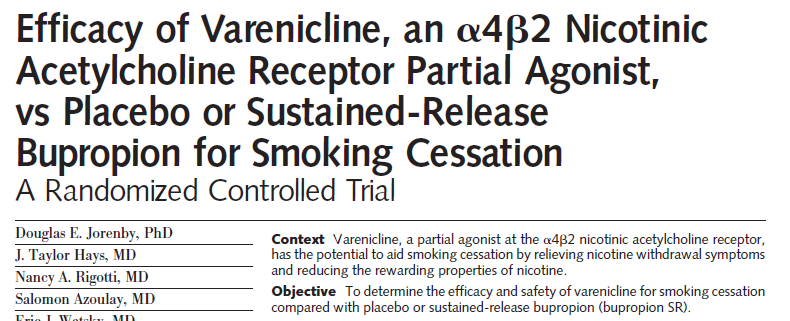 Efficacy of Varenicline, an α4β2 Nicotinic
Acetylcholine Receptor Partial Agonist,
vs Placebo or Sustained-Release
Bupropion for Smoking Cessation
A Randomized Controlled Trial
Douglas E. Jorenby, PhD
J. Taylor Hays, MD
Nancy A. Rigotti, MD
Salomon Azoulay, MD
Eric J. Watsky, MD
Context Varenicline, a partial agonist at the α4β2 nicotinic acetylcholine receptor,
has the potential to aid smoking cessation by relieving nicotine withdrawal symptoms
and reducing the rewarding properties of nicotine.
Objective To determine the efficacy and safety of varenicline for smoking cessation
compared with placebo or sustained-release bupropion (bupropion SR).